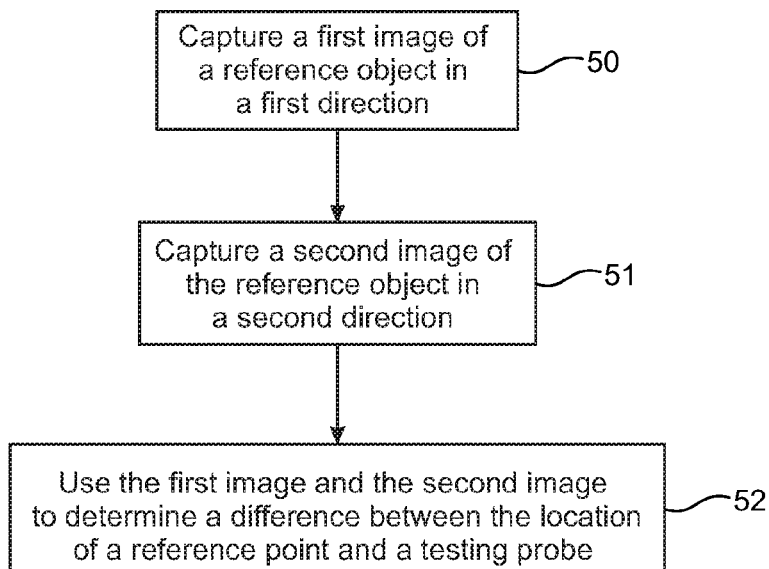 Capture a first image of
a reference object in
a first direction
50
Capture a second image of
the reference object in
a second direction
51
Use the first image and the second image
to determine a difference between the location
of a reference point and a testing probe
52